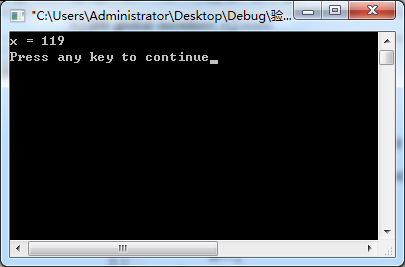 "C:\Users\Administrator\Desktop\Debug\验...
x = 119
Press any key to continue